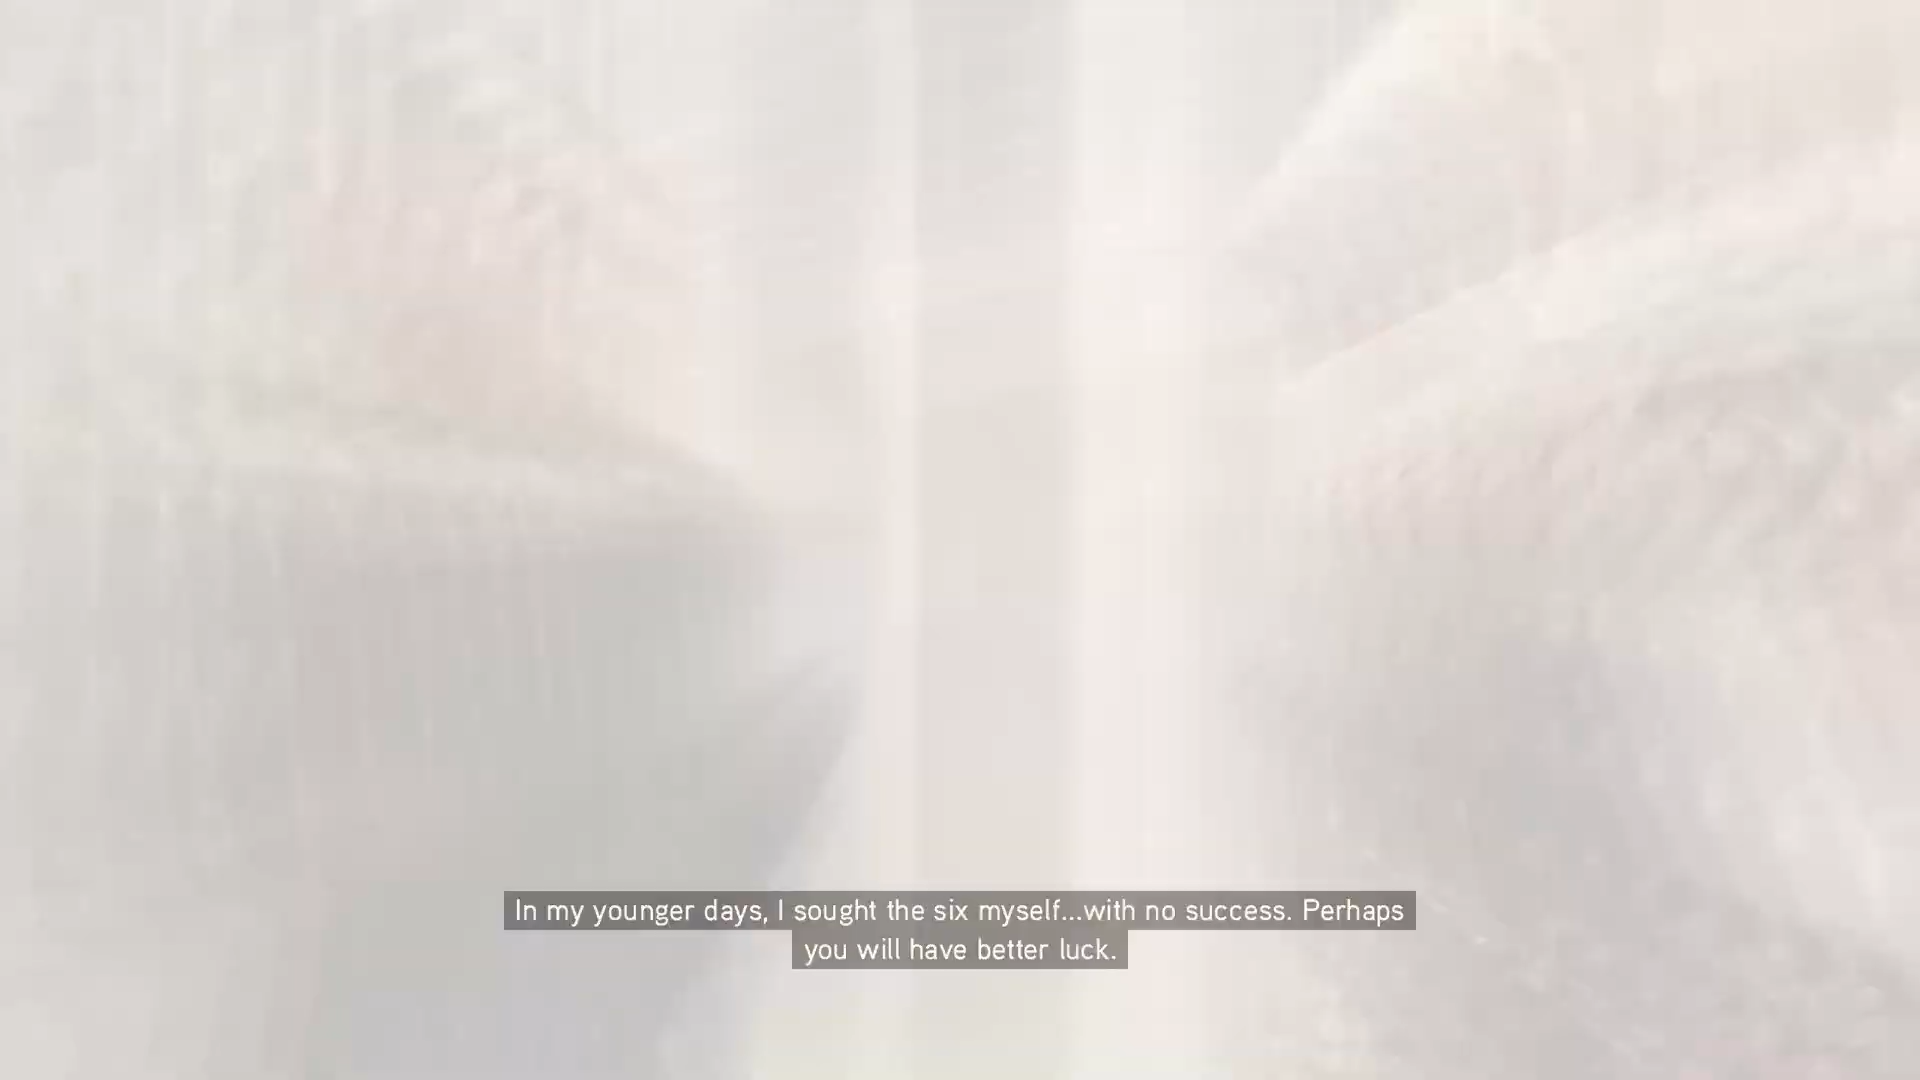 In my younger days, I sought the six myself...with no success. Perhaps
you will have better luck.